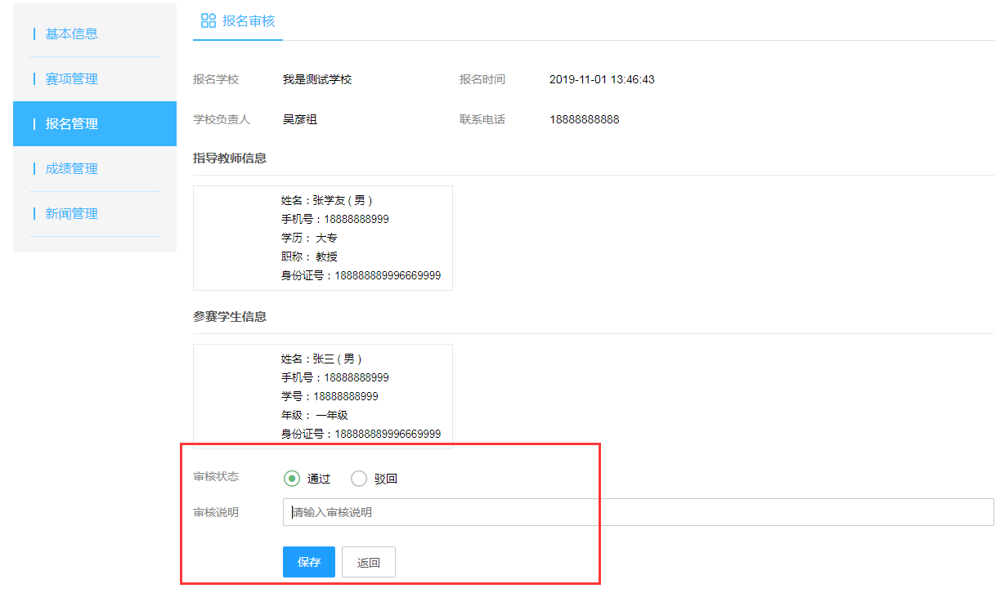 基本信息
赛项管理
报名管理
成绩管理
新闻管理
报名审核
报名学校 我是测试学校 报名时间 2019-11-01 13:46:43
学校负责人 吴彦祖 联系电话 18888888888
指导教师信息
姓名：张学友 ( 男 )
手机号：18888888999
学历： 大专
职称： 教授
身份证号：188888889996669999
参赛学生信息
姓名：张三 ( 男 )
手机号：18888888999
学号：18888888999
年级： 一年级
身份证号：188888889996669999
审核状态 通过 驳回
审核说明 请输入审核说明
保存 返回